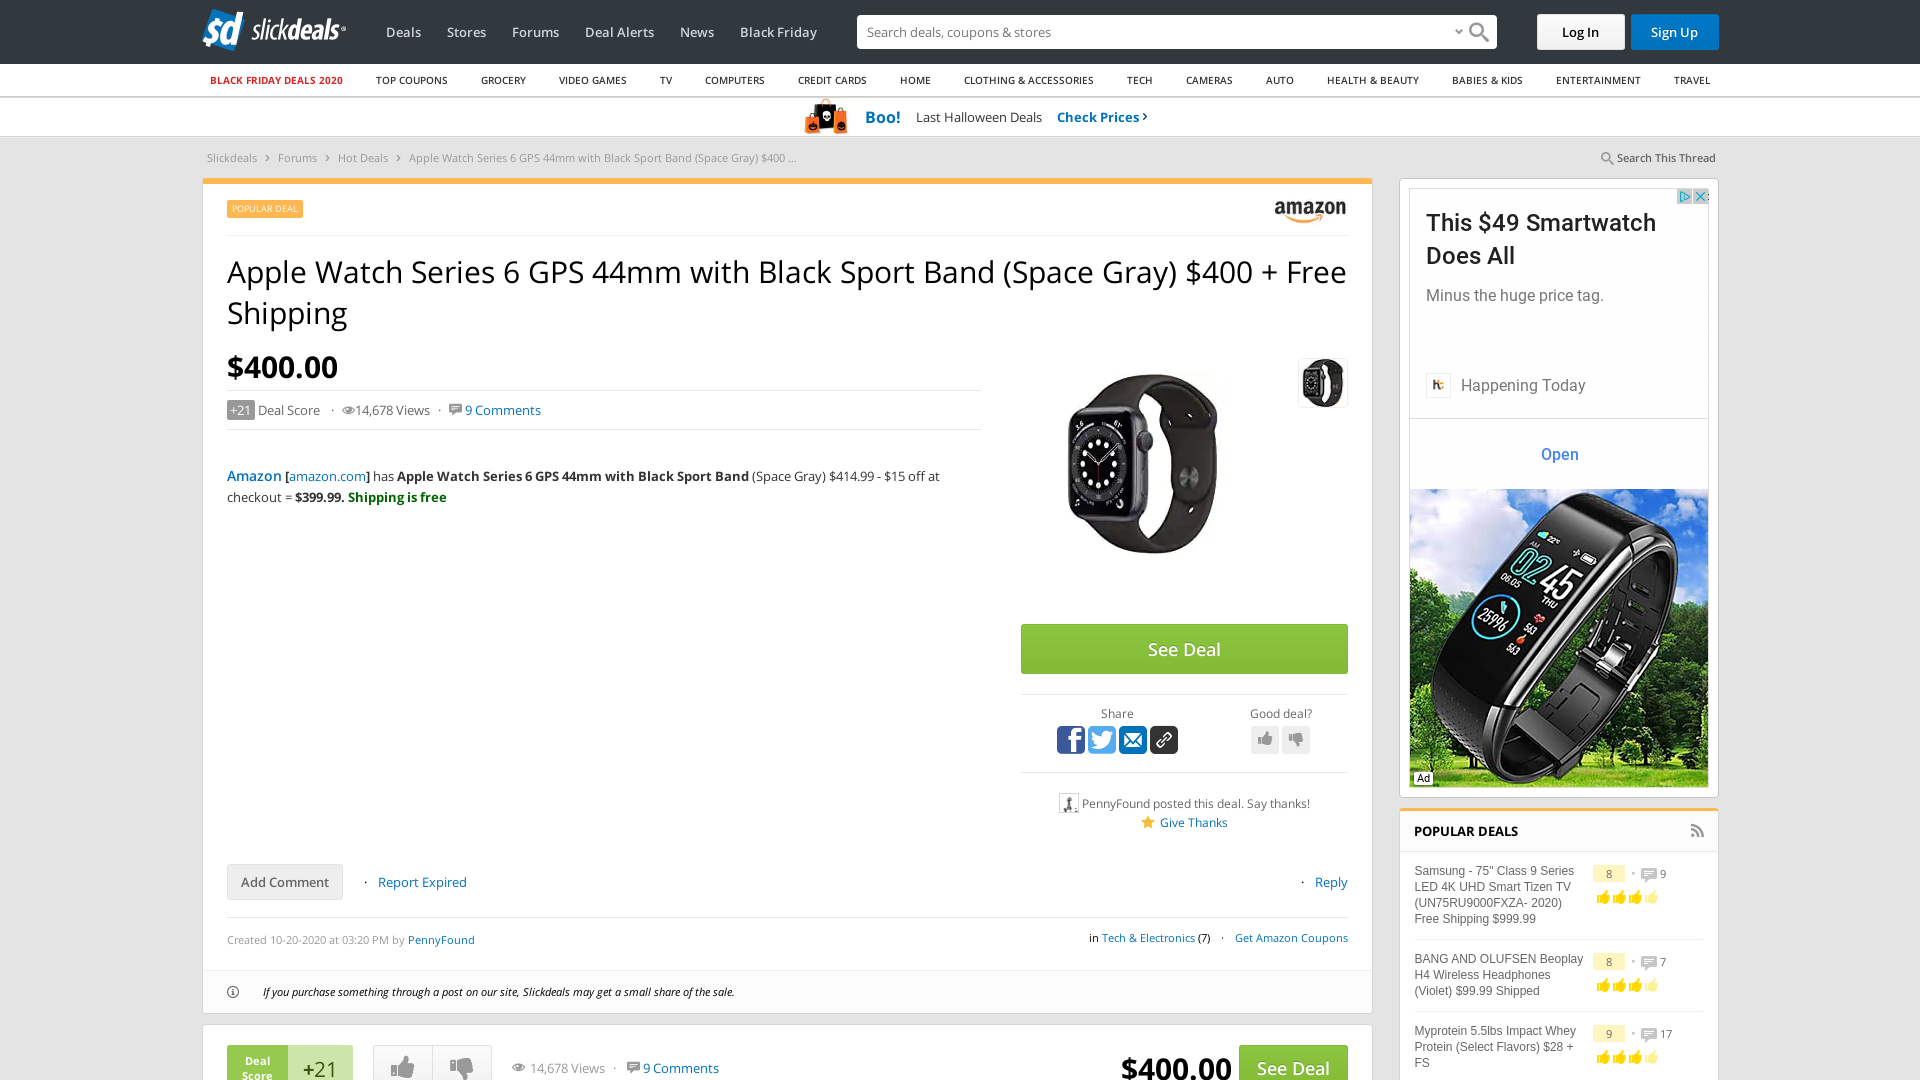 slickdeals
Deals
Stores
Forums
Deal Alerts
News
Black Friday
Search deals, coupons & stores
Log In
Sign Up
BLACK FRIDAY DEALS 2020
TOP COUPONS
GROCERY
VIDEO GAMES
TV
COMPUTERS
CREDIT CARDS
HOME
CLOTHING & ACCESSORIES
TECH
CAMERAS
AUTO
HEALTH & BEAUTY
BABIES & KIDS
ENTERTAINMENT
TRAVEL
Boo! Last Halloween Deals Check Prices
Slickdeals > Forums > Hot Deals > Apple Watch Series 6 GPS 44mm with Black Sport Band (Space Gray) $400 ...
Search This Thread
POPULAR DEAL
amazon
Apple Watch Series 6 GPS 44mm with Black Sport Band (Space Gray) $400 + Free
Shipping
$400.00
+21 Deal Score · 14,678 Views · 9 Comments
Amazon [amazon.com] has Apple Watch Series 6 GPS 44mm with Black Sport Band (Space Gray) $414.99 - $15 off at
checkout = $399.99. Shipping is free
See Deal
Share
Good deal?
PennyFound posted this deal. Say thanks!
Give Thanks
Add Comment
· Report Expired
· Reply
Created 10-20-2020 at 03:20 PM by PennyFound
in Tech & Electronics (7) · Get Amazon Coupons
If you purchase something through a post on our site, Slickdeals may get a small share of the sale.
Deal
Score
+21
14,678 Views · 9 Comments
$400.00
See Deal
This $49 Smartwatch
Does All
Minus the huge price tag.
Happening Today
Open
22°C
AM
02
45
06.05
THU
25996
563
563
563
Ad
POPULAR DEALS
Samsung - 75" Class 9 Series
LED 4K UHD Smart Tizen TV
(UN75RU9000FXZA- 2020)
Free Shipping $999.99
8 · 9
BANG AND OLUFSEN Beoplay
H4 Wireless Headphones
(Violet) $99.99 Shipped
8 · 7
Myprotein 5.5lbs Impact Whey
Protein (Select Flavors) $28 +
FS
9 · 17